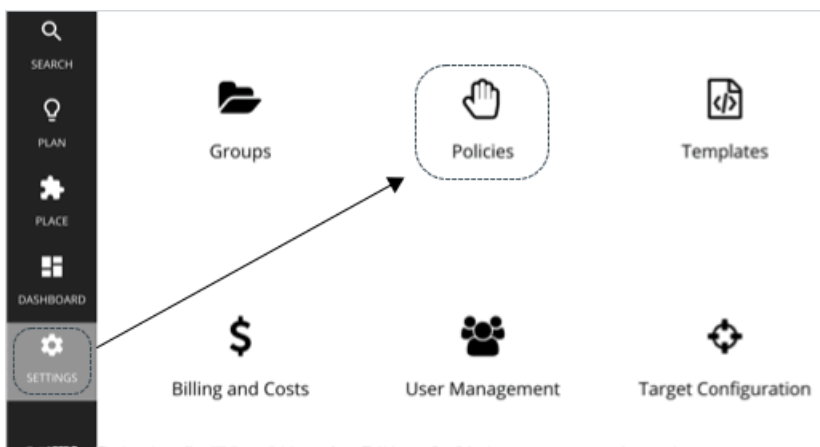 SEARCH
PLAN
PLACE
DASHBOARD
SETTINGS
Groups
Policies
Templates
Billing and Costs
User Management
Target Configuration